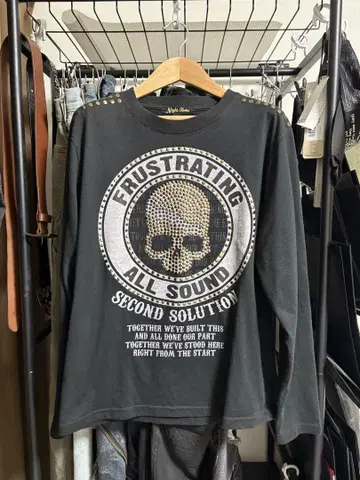 FRUSTRATING
ALL SOUND
SECOND SOLUTION
TOGETHER WE'VE BUILT THIS
AND ALL DONE OUR PART
TOGETHER WE'VE STOOD HERE
RIGHT FROM THE START